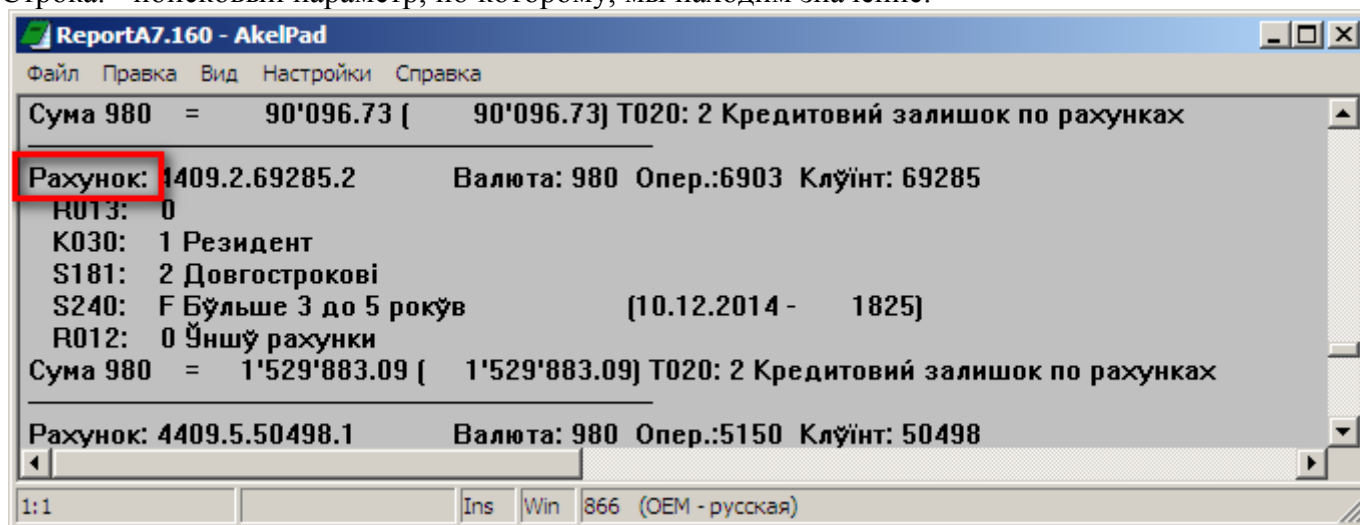 Строка: - поисковый параметр, по которому, мы находим значение.
ReportA7.160 - AkelPad
Файл Правка Вид Настройки Справка
Сума 980 = 90'096.73 ( 90'096.73) T020: 2 Кредитовий залишок по рахунках
Рахунок: 4409.2.69285.2 Валюта: 980 Опер.:6903 Клўїнт: 69285
R013: 0
K030: 1 Резидент
S181: 2 Довгострокові
S240: F Бўльше 3 до 5 рокўв (10.12.2014 - 1825)
R012: 0 Ўншў рахунки
Сума 980 = 1'529'883.09 ( 1'529'883.09) T020: 2 Кредитовий залишок по рахунках
Рахунок: 4409.5.50498.1 Валюта: 980 Опер.:5150 Клўїнт: 50498
1:1 Ins Win 866 (OEM - русская)